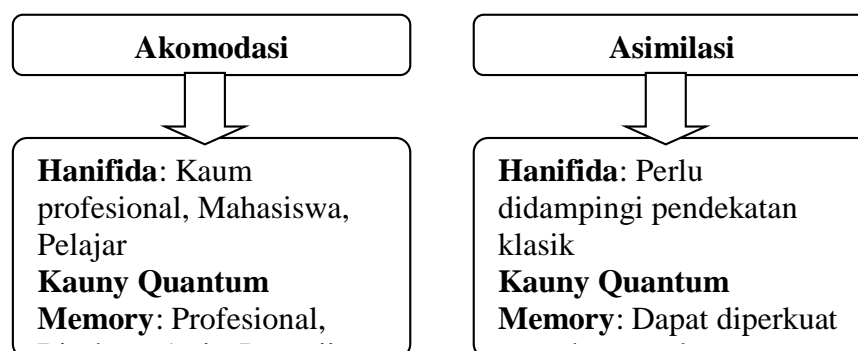 Akomodasi
Hanifida: Kaum
profesional, Mahasiswa,
Pelajar
Kauny Quantum
Memory: Profesional,
Asimilasi
Hanifida: Perlu
didampingi pendekatan
klasik
Kauny Quantum
Memory: Dapat diperkuat